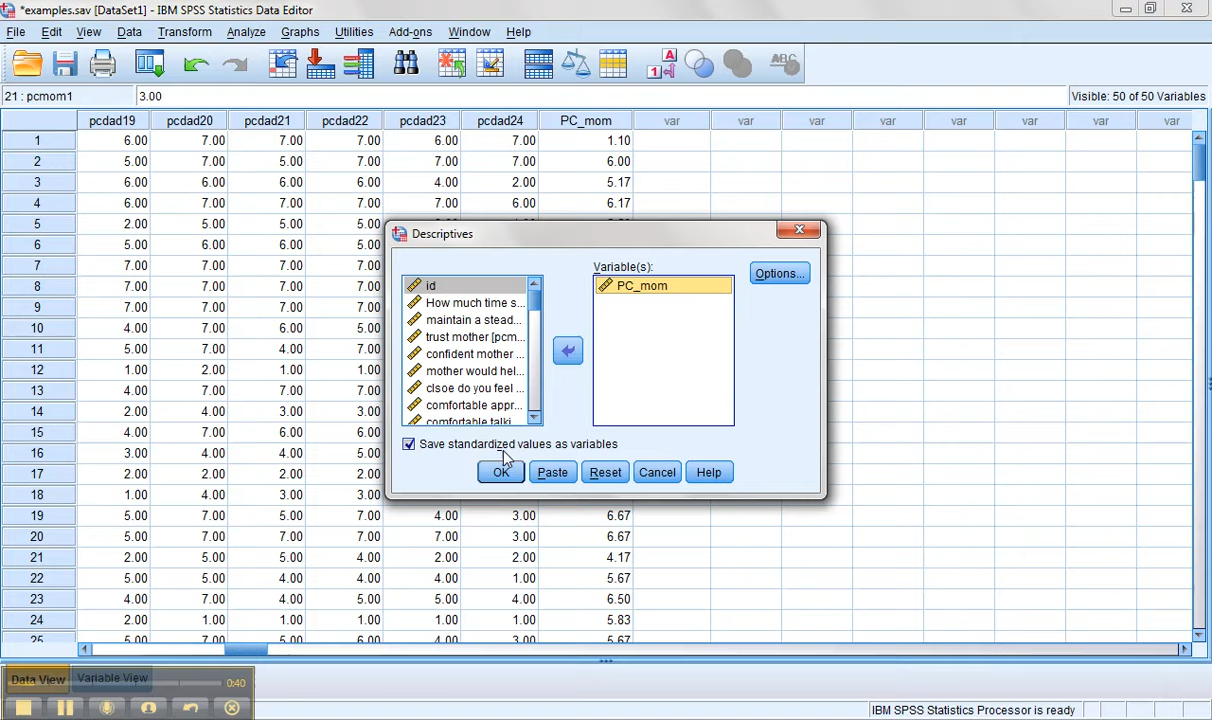 *examples.sav [DataSet1] - IBM SPSS Statistics Data Editor
File Edit View Data Transform Analyze Graphs Utilities Add-ons Window Help
21 : pcmom1 3.00 Visible: 50 of 50 Variables
pcdad19 pcdad20 pcdad21 pcdad22 pcdad23 pcdad24 PC_mom var var var var var var var
1 6.00 7.00 7.00 7.00 6.00 7.00 1.10
2 5.00 7.00 5.00 7.00 7.00 7.00 6.00
3 6.00 6.00 6.00 6.00 4.00 2.00 5.17
4 6.00 7.00 7.00 7.00 7.00 6.00 6.17
5 2.00 5.00 5.00 5.00
6 5.00 6.00 6.00 5.00
7 7.00 7.00 7.00 7.00
8 7.00 7.00 7.00 7.00
9 7.00 7.00 7.00 7.00
10 4.00 7.00 6.00 5.00
11 5.00 7.00 4.00 7.00
12 1.00 2.00 1.00 1.00
13 4.00 7.00 7.00 7.00
14 2.00 4.00 3.00 3.00
15 4.00 7.00 6.00 6.00
16 3.00 4.00 4.00 5.00
17 2.00 2.00 2.00 2.00
18 1.00 4.00 3.00 3.00
19 5.00 7.00 5.00 5.00 4.00 3.00 6.67
20 5.00 7.00 7.00 7.00 7.00 3.00 6.67
21 2.00 5.00 5.00 4.00 2.00 2.00 4.17
22 5.00 5.00 4.00 4.00 4.00 1.00 5.67
23 4.00 7.00 4.00 5.00 4.00 4.00 6.50
24 2.00 1.00 1.00 1.00 1.00 1.00 5.83
25 5.00 7.00 5.00 6.00 4.00 3.00 5.67
Descriptives
Variable(s):
id
How much time s...
maintain a stead...
trust mother [pcm...
confident mother ...
mother would hel...
clsoe do you feel ...
comfortable appr...
comfortable talki...
PC_mom
Options...
Save standardized values as variables
OK Paste Reset Cancel Help
Data View Variable View 0:40
IBM SPSS Statistics Processor is ready